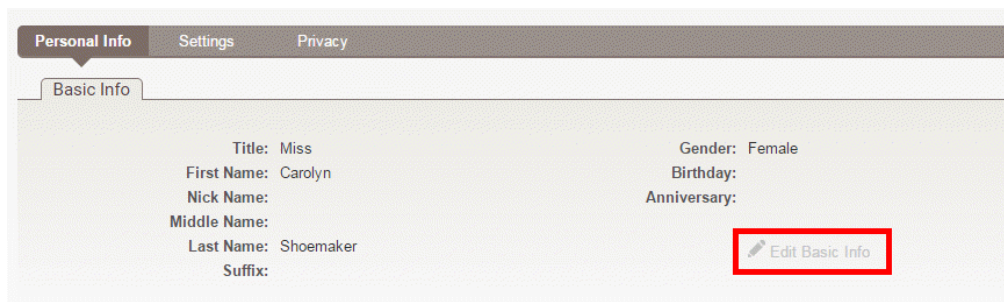 Personal Info Settings Privacy
Basic Info
Title: Miss
First Name: Carolyn
Nick Name:
Middle Name:
Last Name: Shoemaker
Suffix:
Gender: Female
Birthday:
Anniversary:
Edit Basic Info